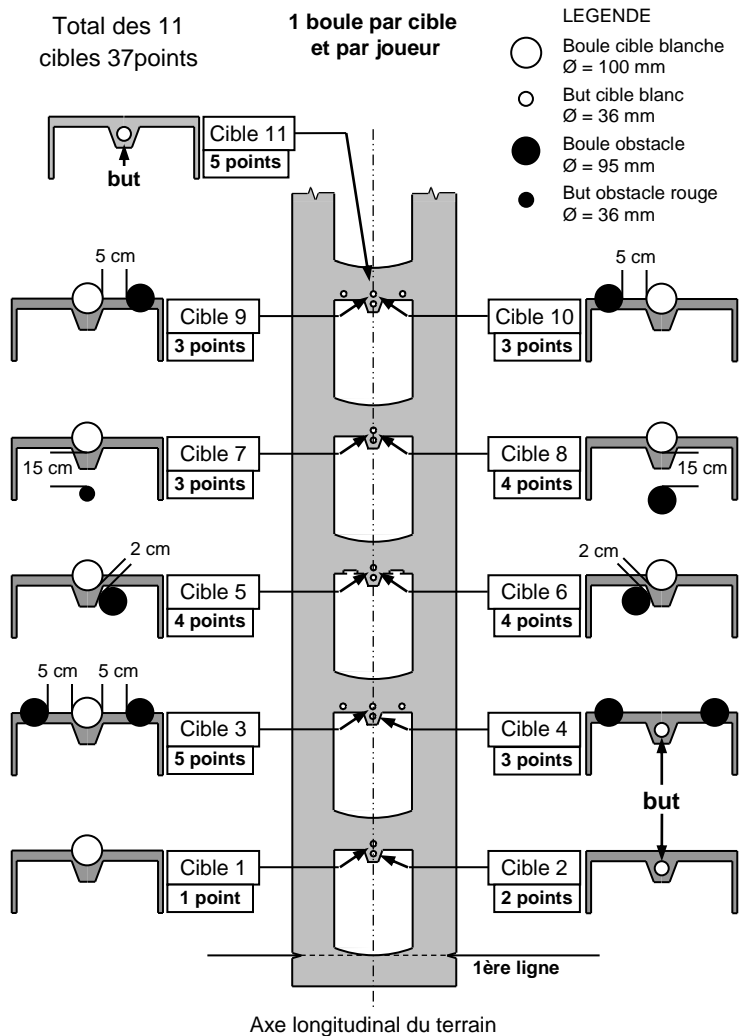 Total des 11
cibles 37points
1 boule par cible
et par joueur
LEGENDE
Boule cible blanche
Ø = 100 mm
But cible blanc
Ø = 36 mm
Boule obstacle
Ø = 95 mm
But obstacle rouge
Ø = 36 mm
Cible 11
5 points
but
5 cm
Cible 9
3 points
5 cm
Cible 10
3 points
15 cm
Cible 7
3 points
15 cm
Cible 8
4 points
2 cm
Cible 5
4 points
2 cm
Cible 6
4 points
5 cm
5 cm
Cible 3
5 points
Cible 4
3 points
but
Cible 1
1 point
Cible 2
2 points
1ère ligne
Axe longitudinal du terrain